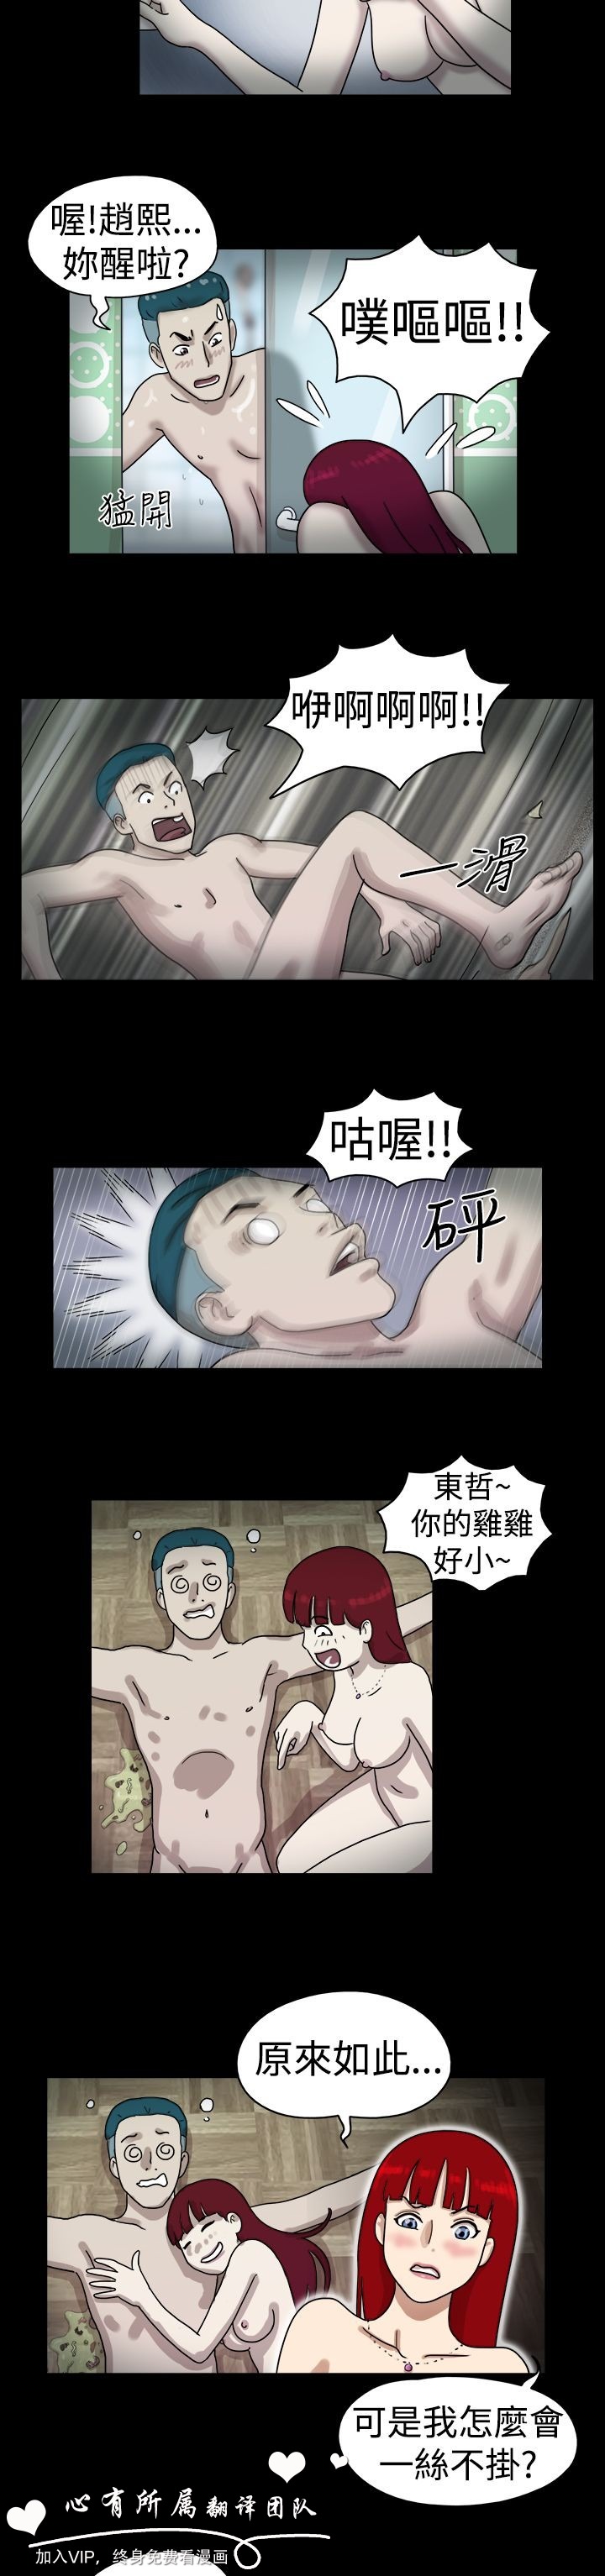 喔!趙熙...
妳醒啦?
噗嘔嘔!!
猛開
咿啊啊啊!!
一滑
咕喔!!
砰
東哲~
你的雞雞
好小~
原來如此...
可是我怎麼會
一絲不掛?
心有所属翻译团队
加入VIP，终身免费看漫画